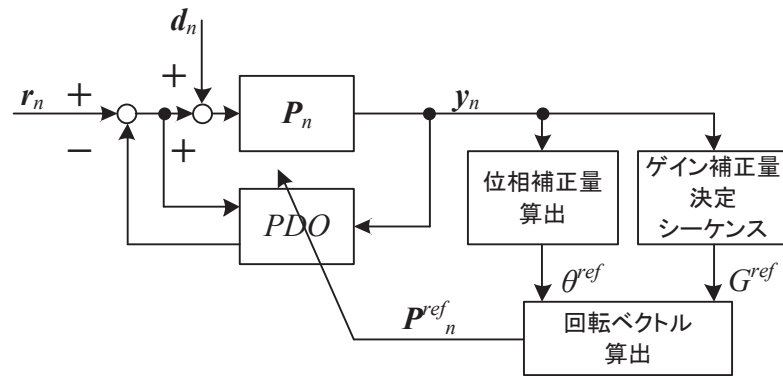 d_n
r_n
+
+
−
+
P_n
y_n
PDO
位相補正量
算出
ゲイン補正量
決定
シーケンス
θ^ref
G^ref
P^ref_n
回転ベクトル
算出